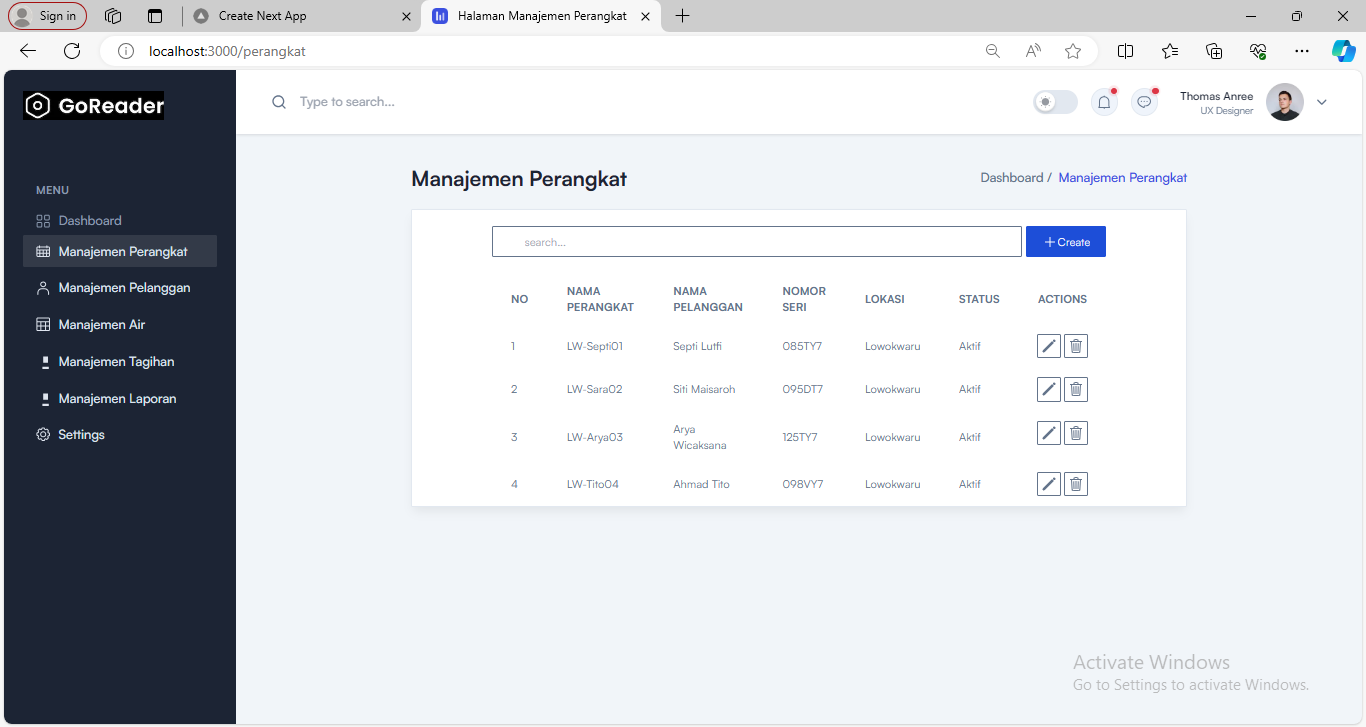 Sign in
Create Next App
Halaman Manajemen Perangkat
localhost:3000/perangkat
GoReader
Type to search...
Thomas Anree
UX Designer
MENU
Dashboard
Manajemen Perangkat
Manajemen Pelanggan
Manajemen Air
Manajemen Tagihan
Manajemen Laporan
Settings
Manajemen Perangkat
Dashboard / Manajemen Perangkat
search...
+ Create
NO NAMA PERANGKAT NAMA PELANGGAN NOMOR SERI LOKASI STATUS ACTIONS
1 LW-Septi01 Septi Lutfi 085TY7 Lowokwaru Aktif
2 LW-Sara02 Siti Maisaroh 095DT7 Lowokwaru Aktif
3 LW-Arya03 Arya Wicaksana 125TY7 Lowokwaru Aktif
4 LW-Tito04 Ahmad Tito 098VY7 Lowokwaru Aktif
Activate Windows
Go to Settings to activate Windows.